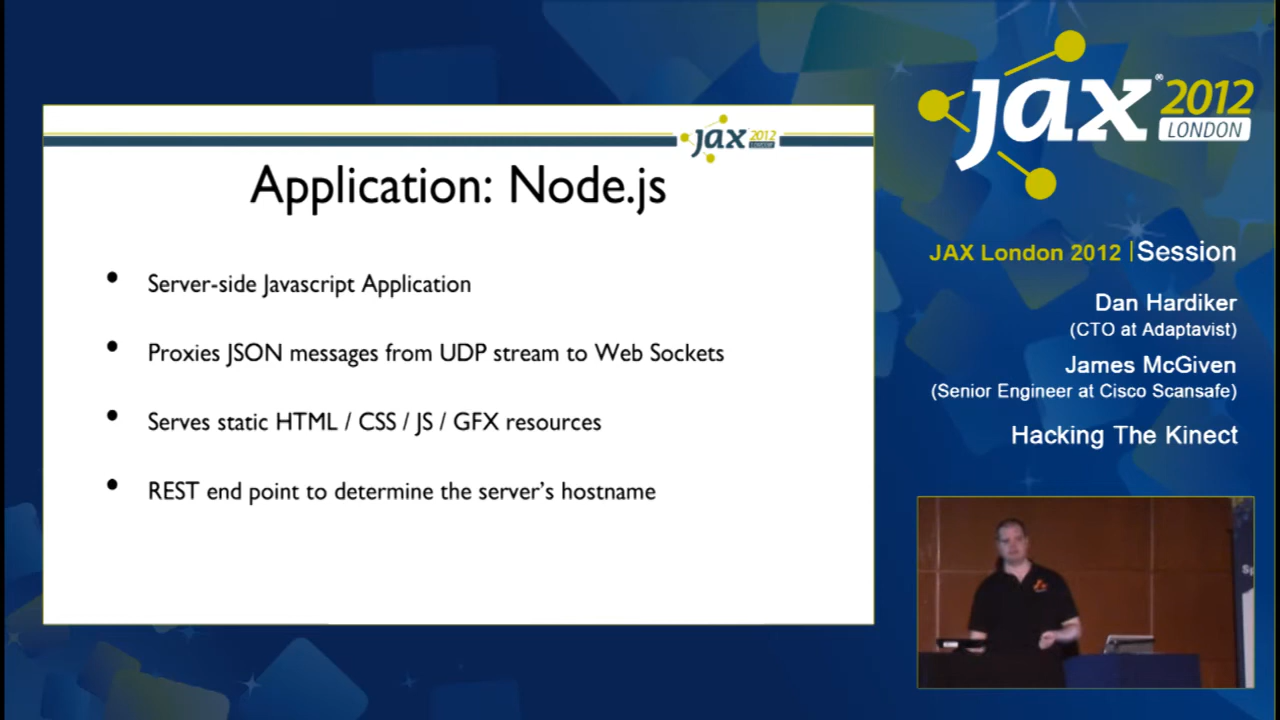 jax 2012
LONDON
Application: Node.js
• Server-side Javascript Application
• Proxies JSON messages from UDP stream to Web Sockets
• Serves static HTML / CSS / JS / GFX resources
• REST end point to determine the server’s hostname
jax® 2012
LONDON
JAX London 2012 | Session
Dan Hardiker
(CTO at Adaptavist)
James McGiven
(Senior Engineer at Cisco Scansafe)
Hacking The Kinect